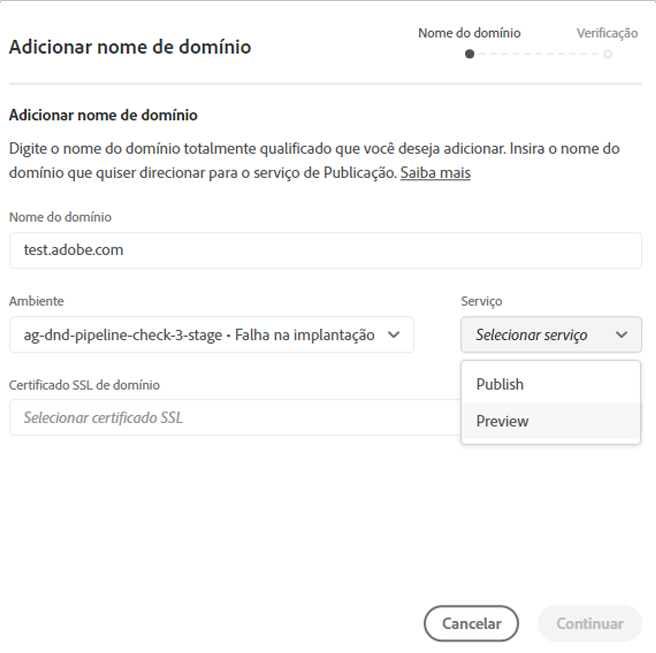 Adicionar nome de domínio
Nome do domínio
Verificação
Adicionar nome de domínio
Digite o nome do domínio totalmente qualificado que você deseja adicionar. Insira o nome do
domínio que quiser direcionar para o serviço de Publicação. Saiba mais
Nome do domínio
test.adobe.com
Ambiente
Serviço
ag-dnd-pipeline-check-3-stage • Falha na implantação
Selecionar serviço
Publish
Preview
Certificado SSL de domínio
Selecionar certificado SSL
Cancelar
Continuar